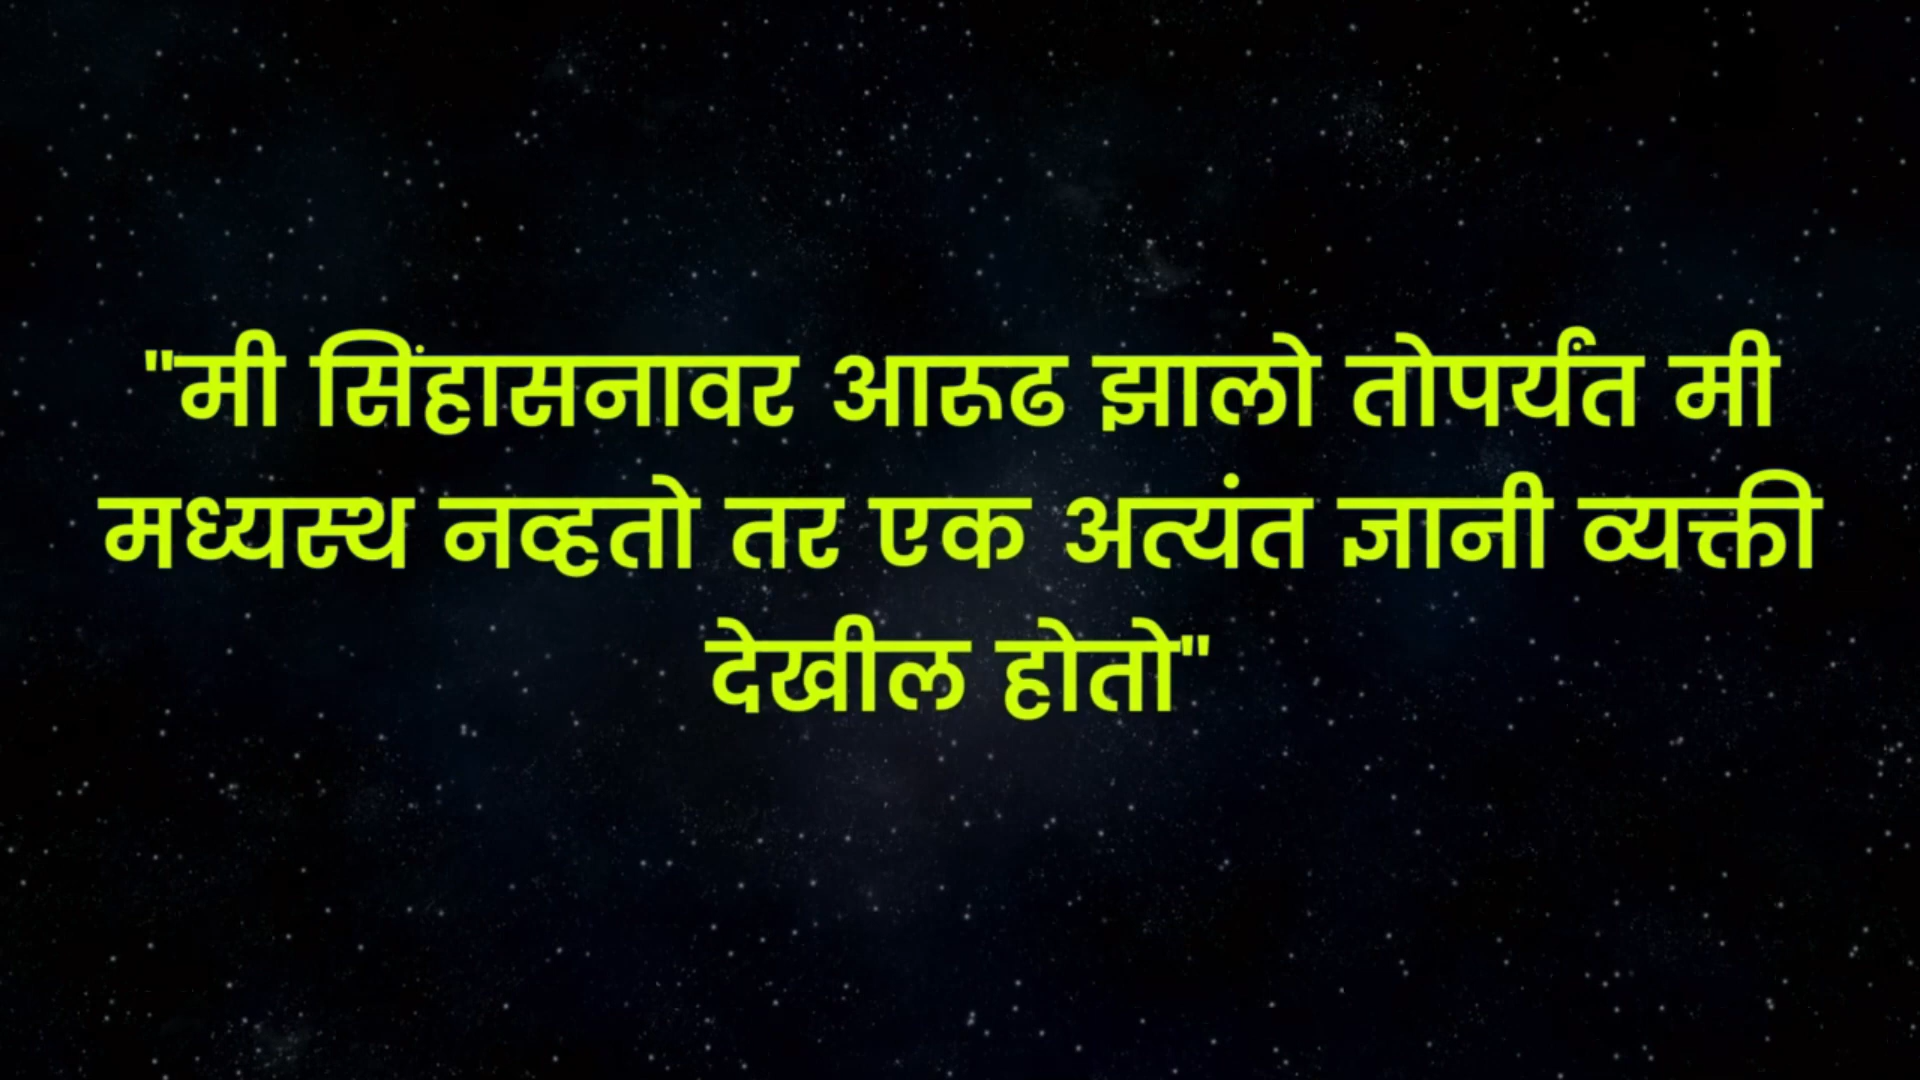 "मी सिंहासनावर आरूढ झालो तोपर्यंत मी
मध्यस्थ नव्हतो तर एक अत्यंत ज्ञानी व्यक्ती
देखील होतो"